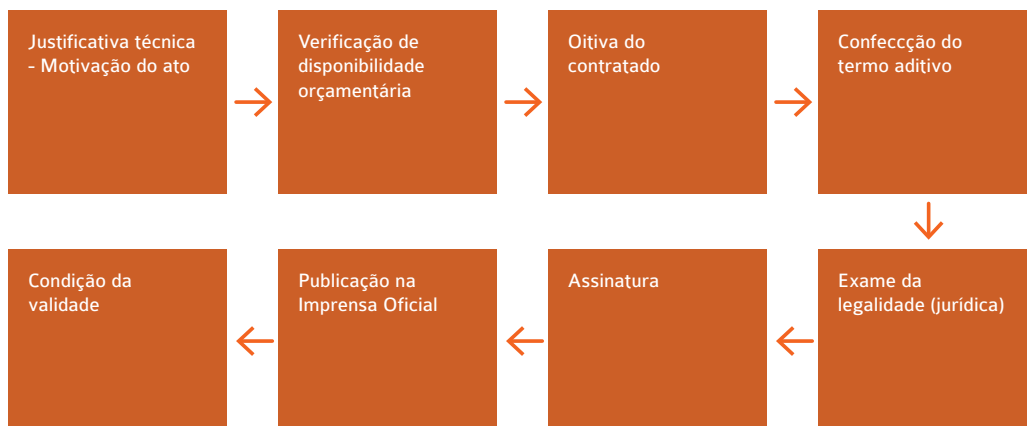 Justificativa técnica
- Motivação do ato
Verificação de
disponibilidade
orçamentária
Oitiva do
contratado
Confeccção do
termo aditivo
Exame da
legalidade (jurídica)
Assinatura
Publicação na
Imprensa Oficial
Condição da
validade